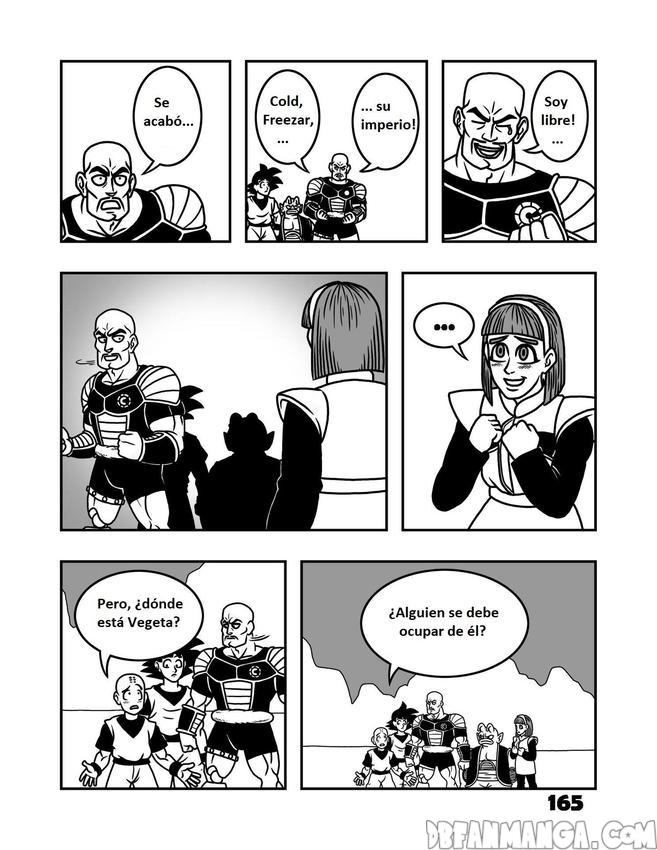 Se
acabó...
Cold,
Freezar,
...
... su
imperio!
Soy
libre!
...
...
Pero, ¿dónde
está Vegeta?
¿Alguien se debe
ocupar de él?
165
DBFANMANGA.COM